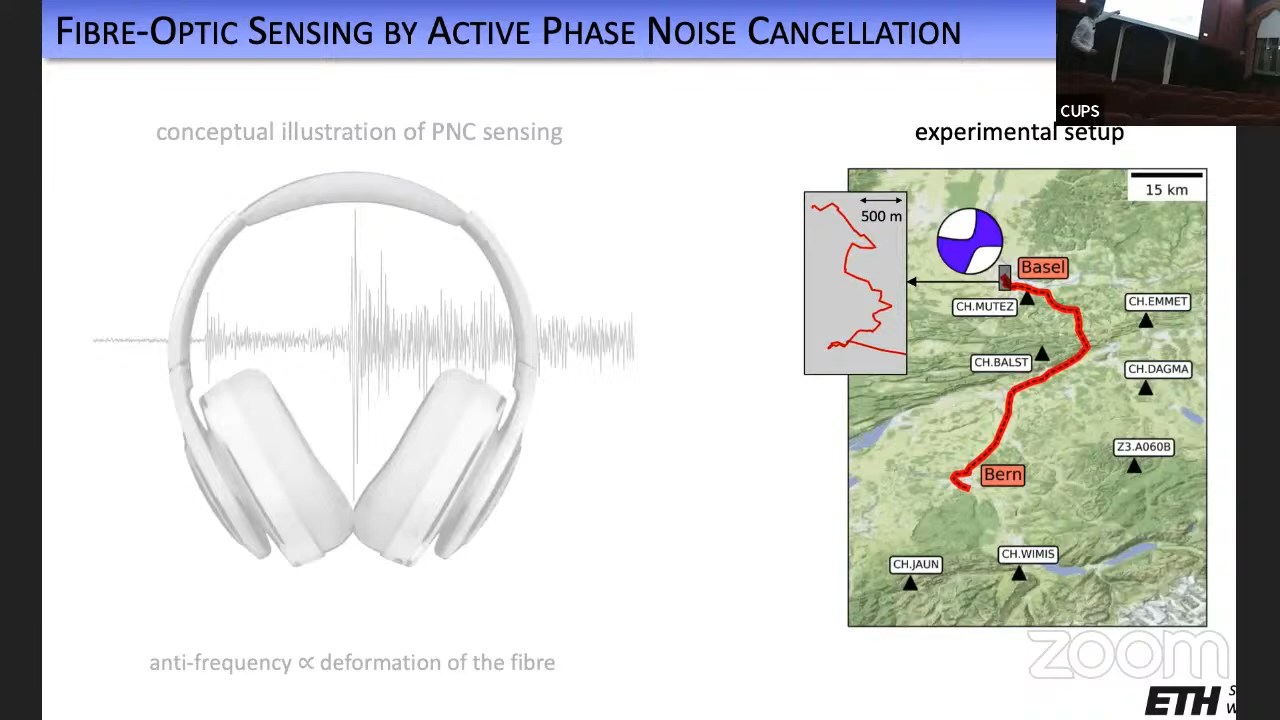 FIBRE-OPTIC SENSING BY ACTIVE PHASE NOISE CANCELLATION
CUPS
conceptual illustration of PNC sensing
experimental setup
15 km
500 m
Basel
CH.MUTEZ
CH.EMMET
CH.BALST
CH.DAGMA
Z3.A060B
Bern
CH.WIMIS
CH.JAUN
anti-frequency ∝ deformation of the fibre
zoom
ETH